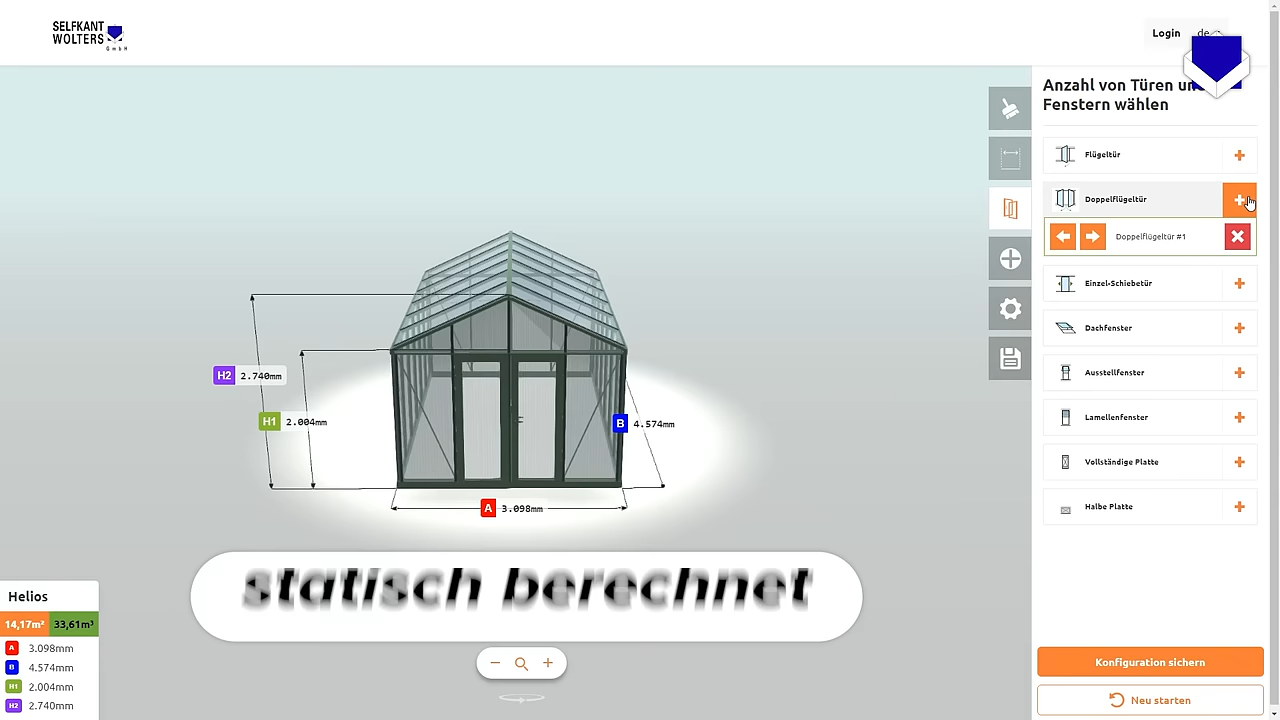 SELFKANT
WOLTERS
GmbH
Login
de
Anzahl von Türen un
Fenstern wählen
Flügeltür
Doppelflügeltür
Doppelflügeltür #1
Einzel-Schiebetür
Dachfenster
Ausstellfenster
Lamellenfenster
Vollständige Platte
Halbe Platte
H2 2.740mm
H1 2.004mm
B 4.574mm
A 3.098mm
statisch berechnet
Helios
14,17m² 33,61m³
A 3.098mm
B 4.574mm
H1 2.004mm
H2 2.740mm
Konfiguration sichern
Neu starten